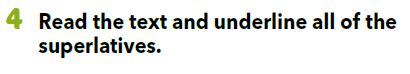 4 Read the text and underline all of the
superlatives.